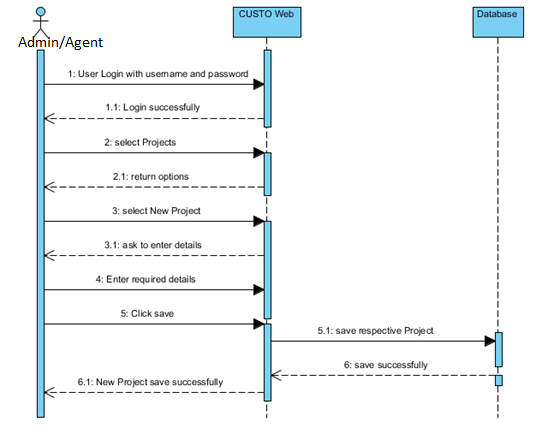 CUSTO Web
Database
Admin/Agent
1: User Login with username and password
1.1: Login successfully
2: select Projects
2.1: return options
3: select New Project
3.1: ask to enter details
4: Enter required details
5: Click save
5.1: save respective Project
6: save successfully
6.1: New Project save successfully